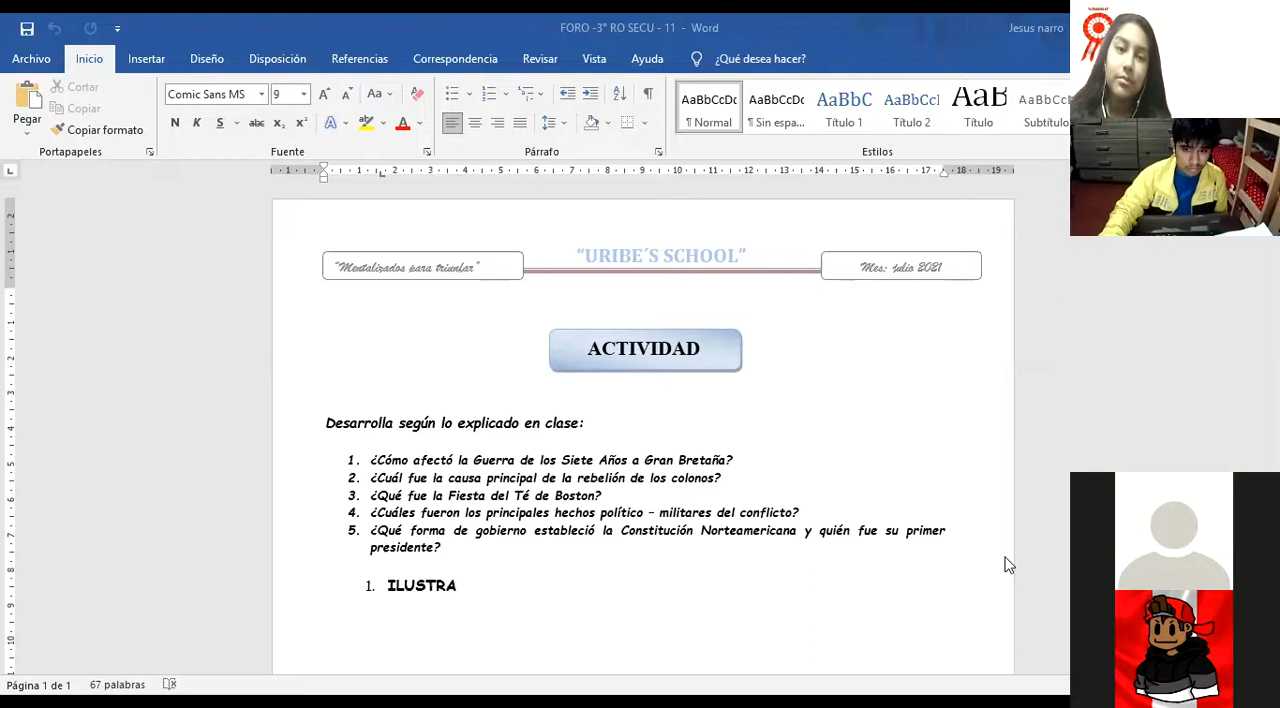 FORO -3° RO SECU - 11 - Word
Jesus narro
Archivo Inicio Insertar Diseño Disposición Referencias Correspondencia Revisar Vista Ayuda ¿Qué desea hacer?
Pegar
Cortar
Copiar
Copiar formato
Portapapeles
Comic Sans MS 9
N K S abc x₂ x²
Fuente
Párrafo
AaBbCcDc AaBbCcDc AaBbC AaBbCcI AaB
¶ Normal ¶ Sin espa... Título 1 Título 2 Título Subtítulo
Estilos
"Mentalizados para triunfar"
“URIBE´S SCHOOL”
Mes: julio 2021
ACTIVIDAD
Desarrolla según lo explicado en clase:
1. ¿Cómo afectó la Guerra de los Siete Años a Gran Bretaña?
2. ¿Cuál fue la causa principal de la rebelión de los colonos?
3. ¿Qué fue la Fiesta del Té de Boston?
4. ¿Cuáles fueron los principales hechos político – militares del conflicto?
5. ¿Qué forma de gobierno estableció la Constitución Norteamericana y quién fue su primer
presidente?
1. ILUSTRA
Página 1 de 1 67 palabras